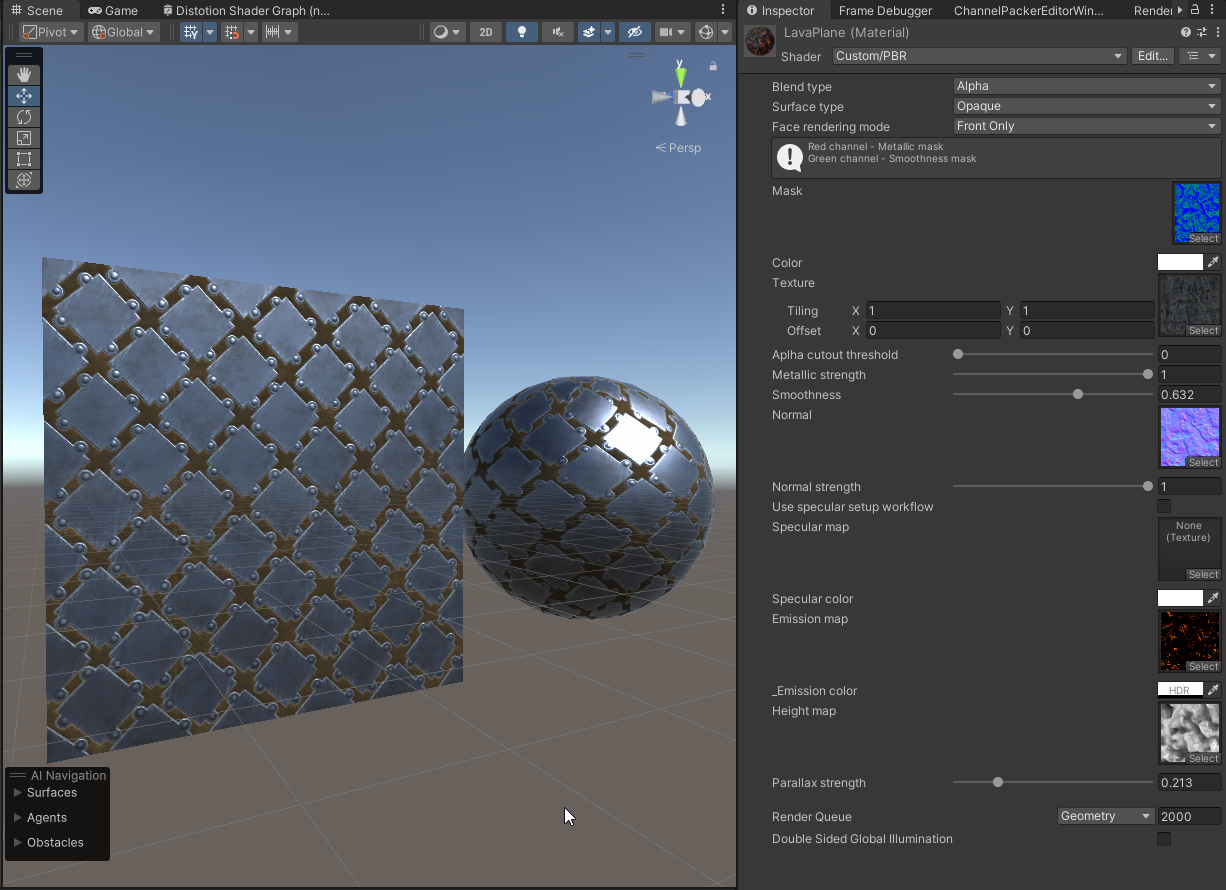 Scene
Game
Distotion Shader Graph (n...
Pivot
Global
2D
y
x
Persp
AI Navigation
Surfaces
Agents
Obstacles
Inspector
Frame Debugger
ChannelPackerEditorWin...
Render
LavaPlane (Material)
Shader
Custom/PBR
Edit...
Blend type
Alpha
Surface type
Opaque
Face rendering mode
Front Only
Red channel - Metallic mask
Green channel - Smoothness mask
Mask
Select
Color
Texture
Tiling X 1 Y 1
Offset X 0 Y 0
Select
Aplha cutout threshold 0
Metallic strength 1
Smoothness 0.632
Normal
Select
Normal strength 1
Use specular setup workflow
Specular map
None
(Texture)
Select
Specular color
Emission map
Select
_Emission color
HDR
Height map
Select
Parallax strength 0.213
Render Queue Geometry 2000
Double Sided Global Illumination